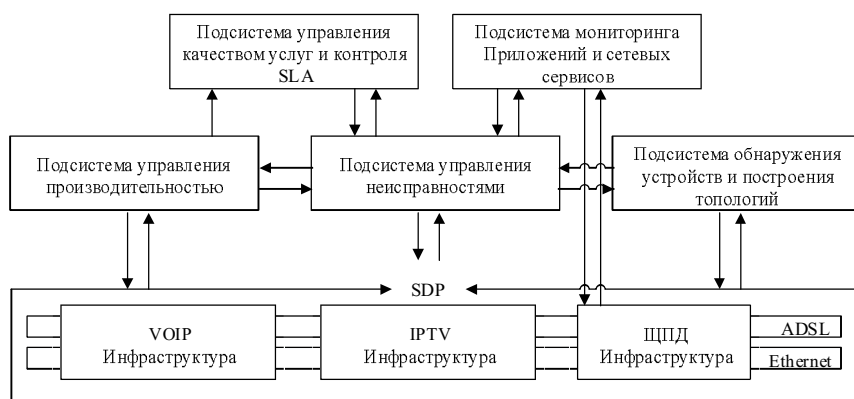 Подсистема управления
качеством услуг и контроля
SLA
Подсистема мониторинга
Приложений и сетевых
сервисов
Подсистема управления
производительностью
Подсистема управления
неисправностями
Подсистема обнаружения
устройств и построения
топологий
SDP
VOIP
Инфраструктура
IPTV
Инфраструктура
ЩПД
Инфраструктура
ADSL
Ethernet